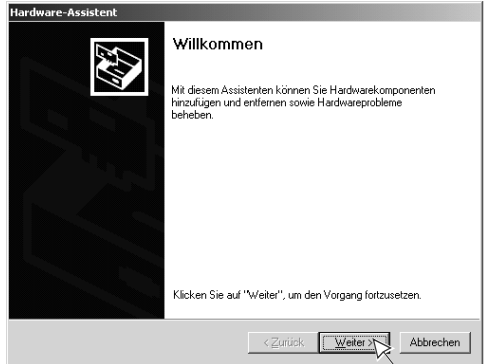 Hardware-Assistent
Willkommen
Mit diesem Assistenten können Sie Hardwarekomponenten
hinzufügen und entfernen sowie Hardwareprobleme
beheben.
Klicken Sie auf "Weiter", um den Vorgang fortzusetzen.
< Zurück Weiter > Abbrechen